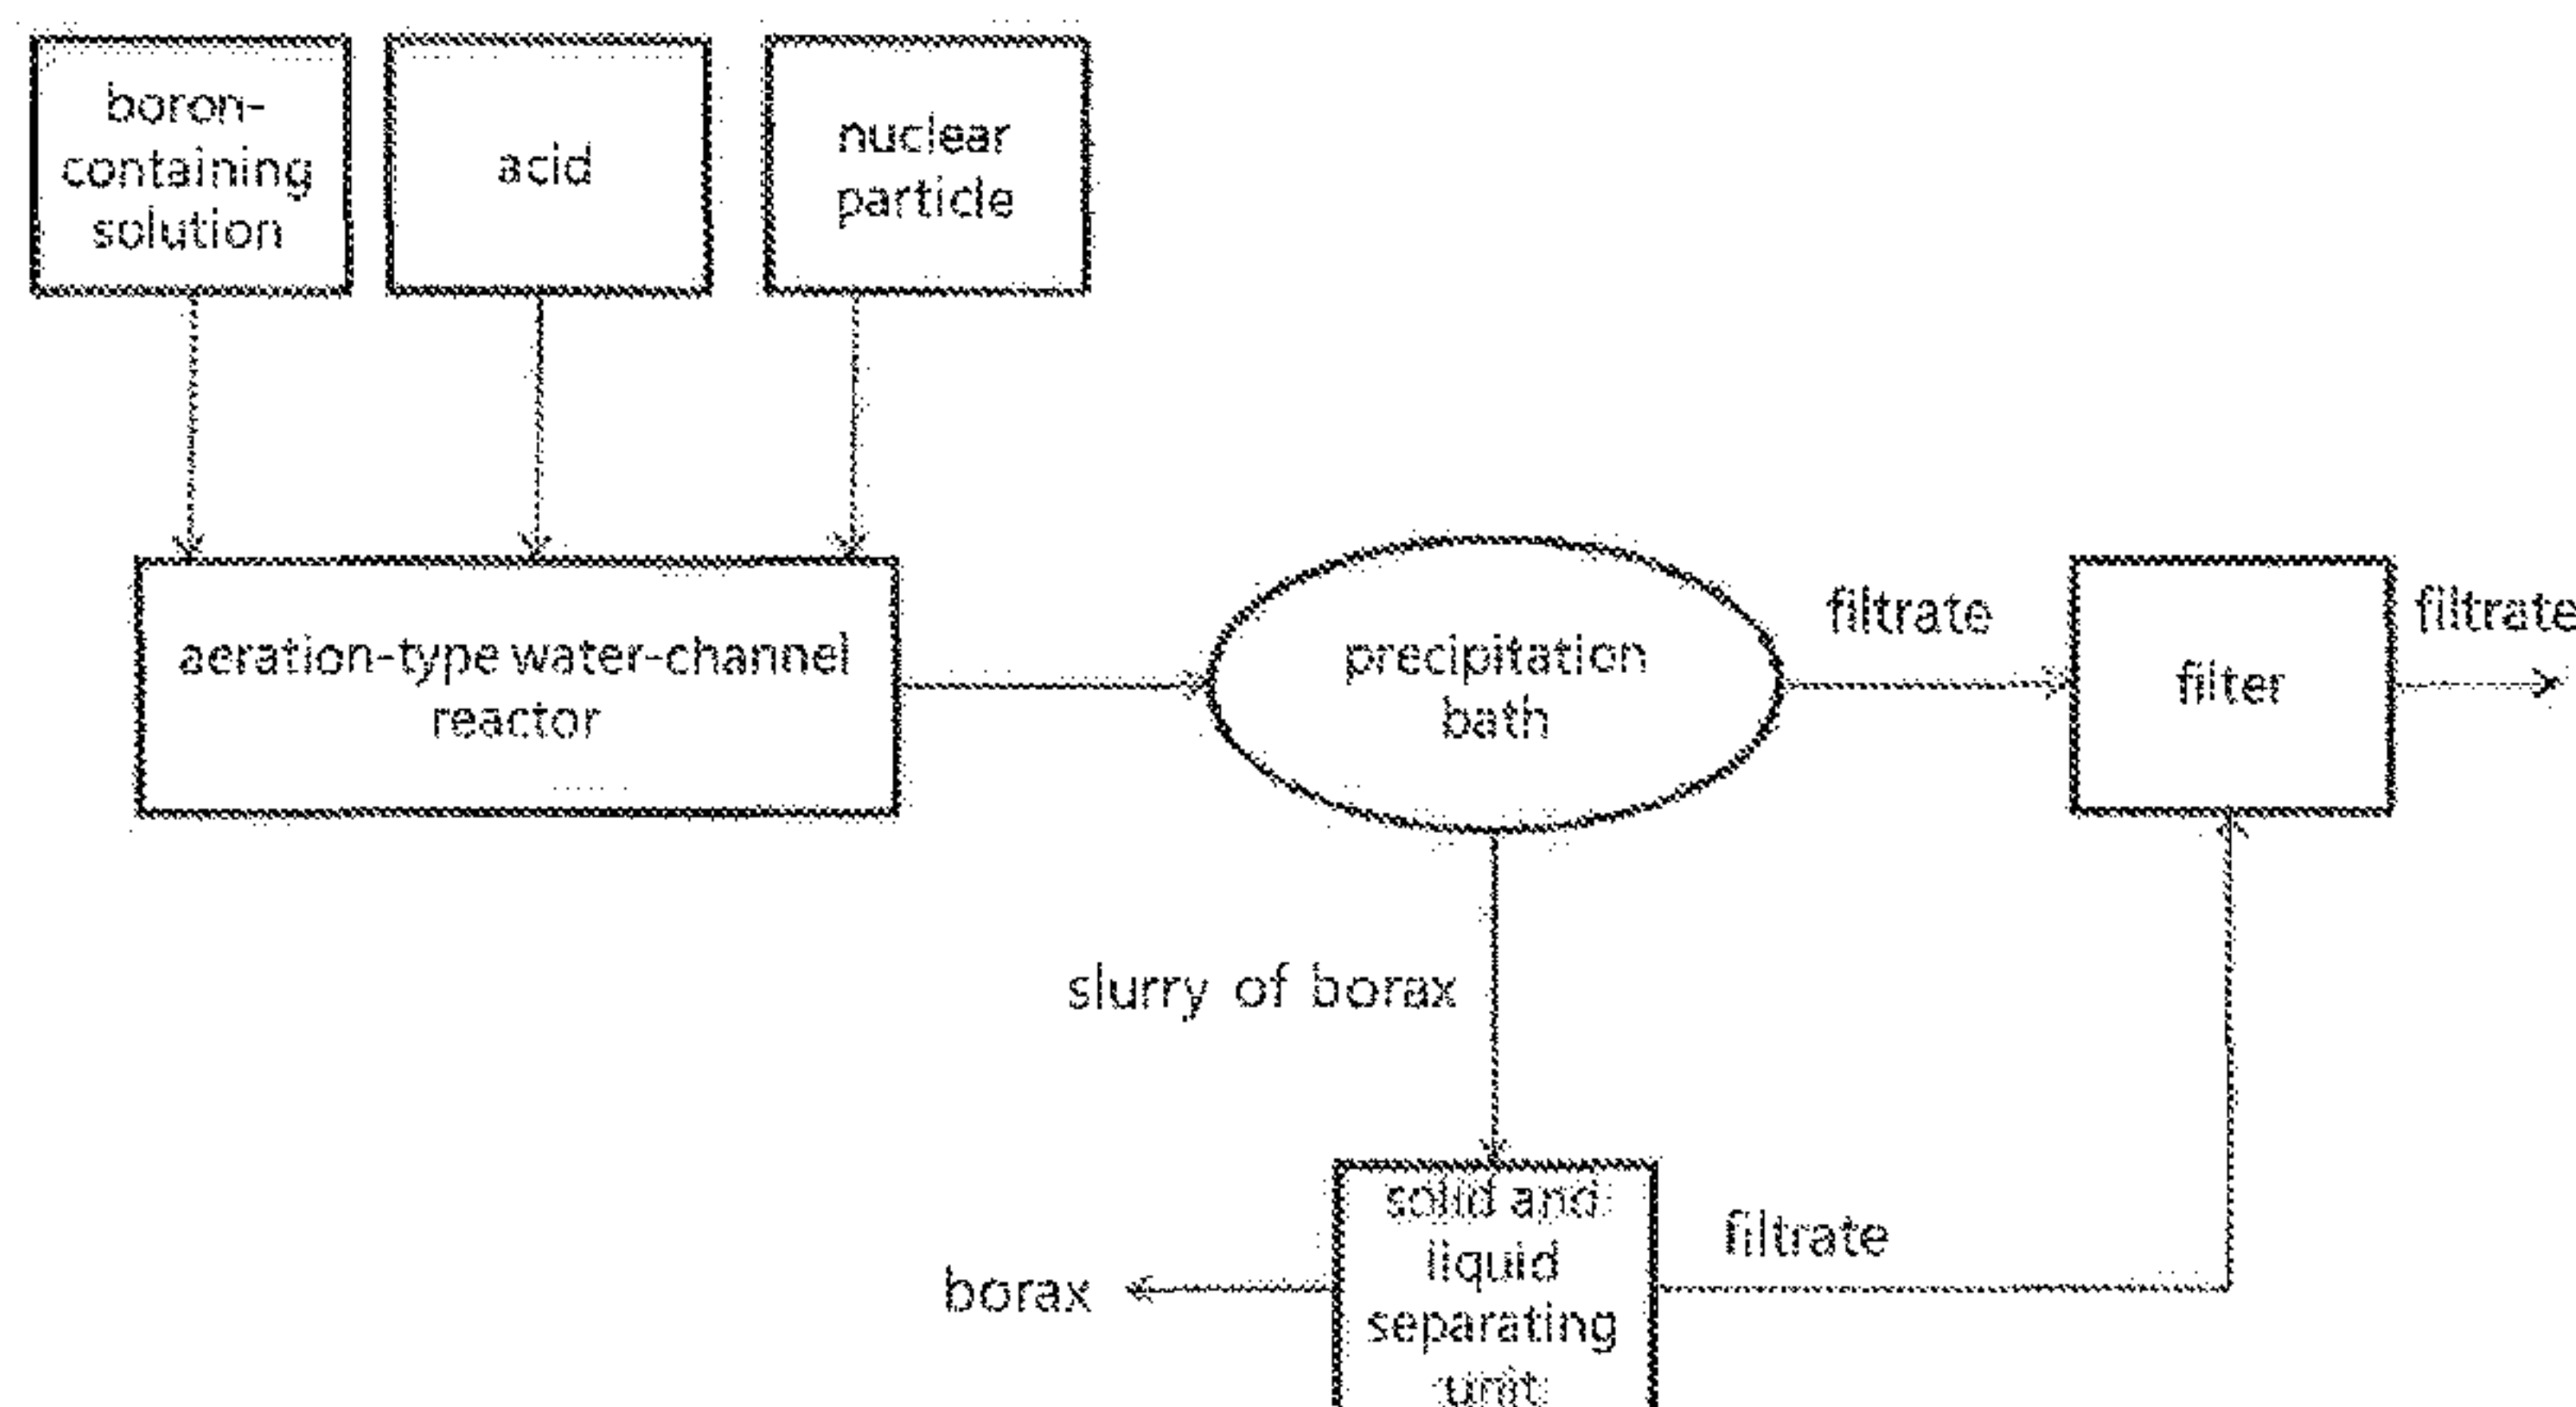 boron-
containing
solution
acid
nuclear
particle
aeration-type water-channel
reactor
precipitation
bath
filtrate
filter
filtrate
slurry of borax
solid and
liquid
separating
unit
borax
filtrate